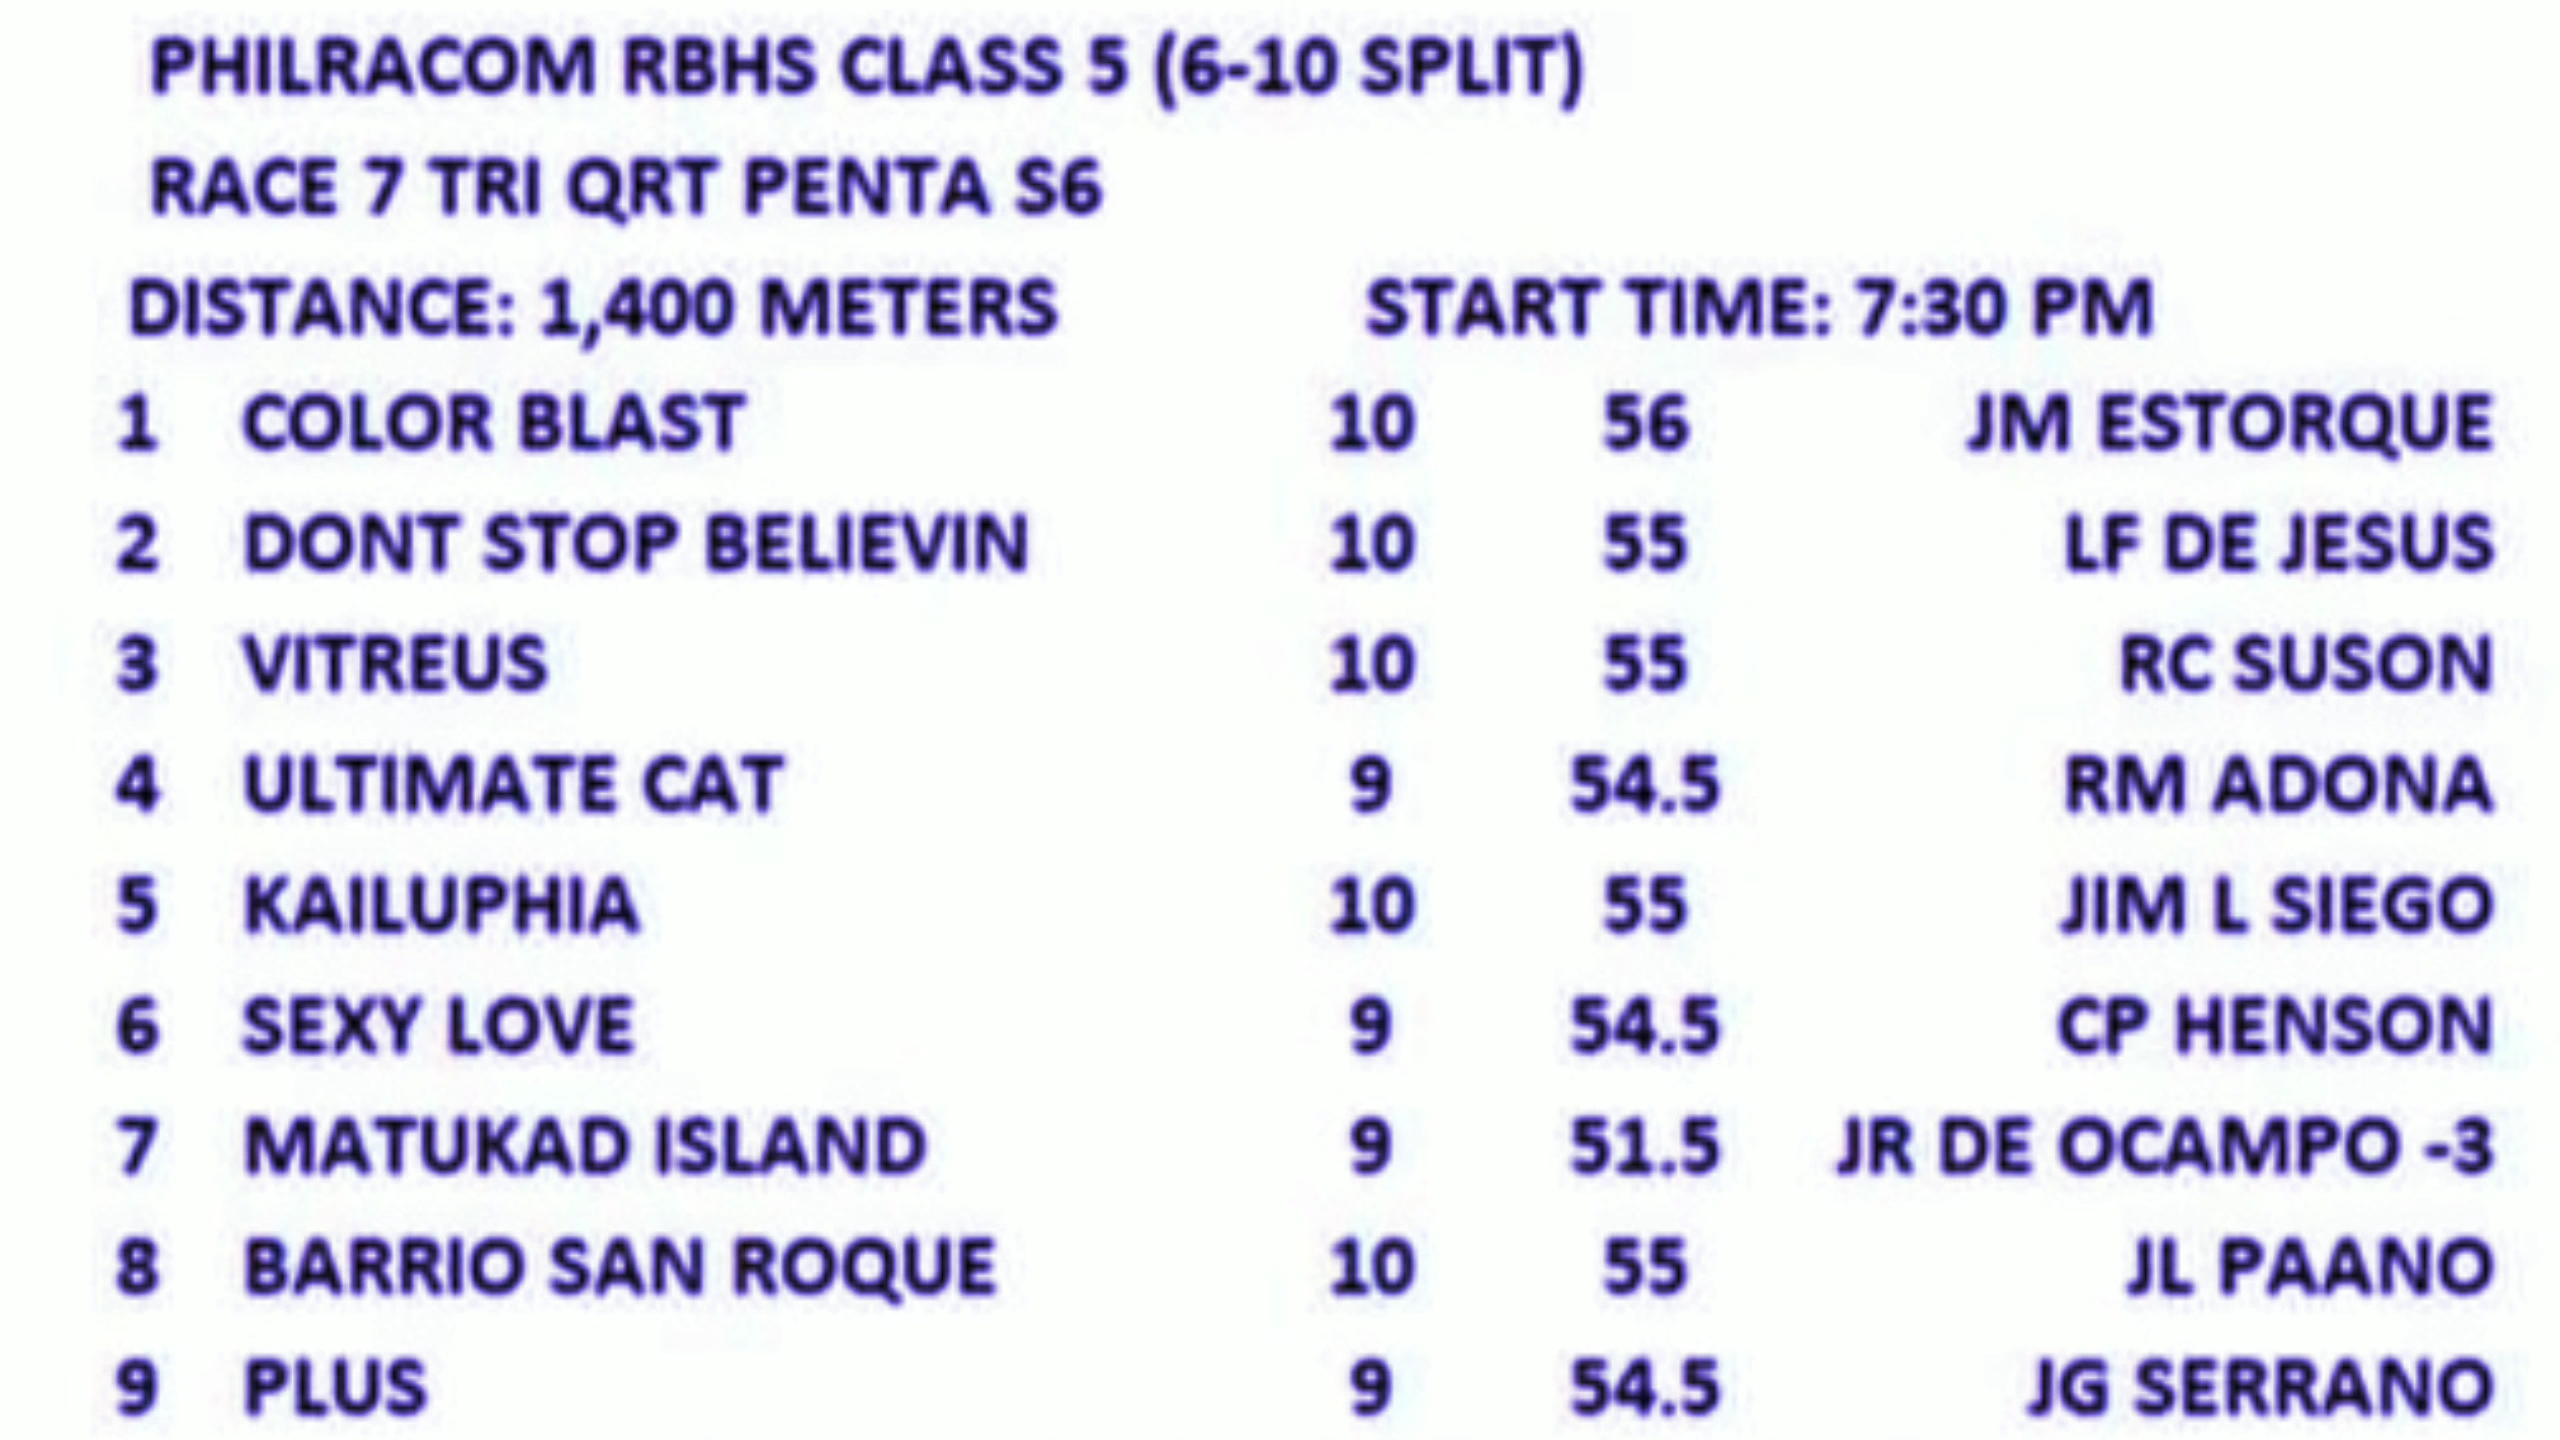 PHILRACOM RBHS CLASS 5 (6-10 SPLIT)
RACE 7 TRI QRT PENTA S6
DISTANCE: 1,400 METERS START TIME: 7:30 PM
1 COLOR BLAST 10 56 JM ESTORQUE
2 DONT STOP BELIEVIN 10 55 LF DE JESUS
3 VITREUS 10 55 RC SUSON
4 ULTIMATE CAT 9 54.5 RM ADONA
5 KAILUPHIA 10 55 JIM L SIEGO
6 SEXY LOVE 9 54.5 CP HENSON
7 MATUKAD ISLAND 9 51.5 JR DE OCAMPO -3
8 BARRIO SAN ROQUE 10 55 JL PAANO
9 PLUS 9 54.5 JG SERRANO